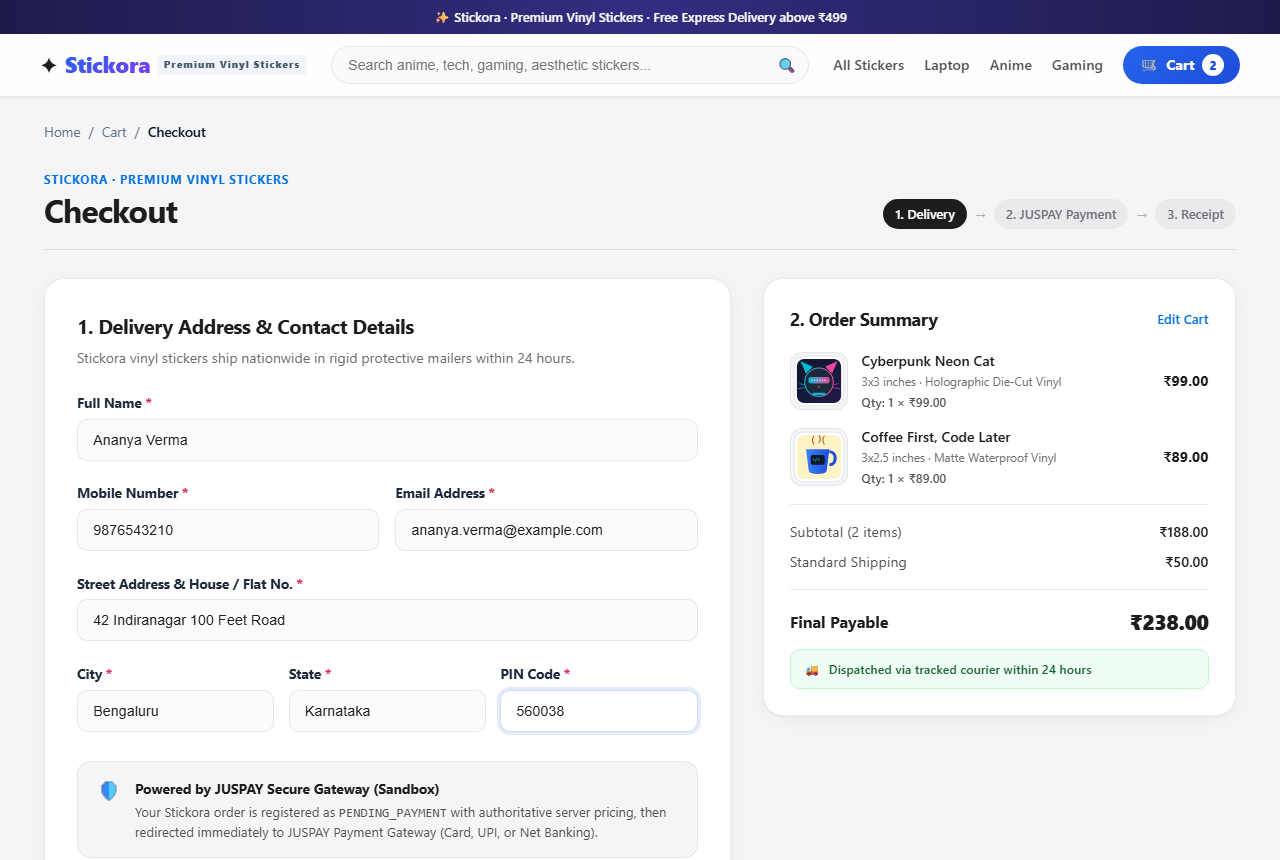 ✨ Stickora · Premium Vinyl Stickers · Free Express Delivery above ₹499
✦ Stickora Premium Vinyl Stickers
Search anime, tech, gaming, aesthetic stickers...
All Stickers Laptop Anime Gaming Cart 2
Home / Cart / Checkout
STICKORA · PREMIUM VINYL STICKERS
Checkout
1. Delivery → 2. JUSPAY Payment → 3. Receipt
1. Delivery Address & Contact Details
Stickora vinyl stickers ship nationwide in rigid protective mailers within 24 hours.
Full Name *
Ananya Verma
Mobile Number * Email Address *
9876543210 ananya.verma@example.com
Street Address & House / Flat No. *
42 Indiranagar 100 Feet Road
City * State * PIN Code *
Bengaluru Karnataka 560038
Powered by JUSPAY Secure Gateway (Sandbox)
Your Stickora order is registered as PENDING_PAYMENT with authoritative server pricing, then
redirected immediately to JUSPAY Payment Gateway (Card, UPI, or Net Banking).
2. Order Summary Edit Cart
Cyberpunk Neon Cat
3x3 inches · Holographic Die-Cut Vinyl ₹99.00
Qty: 1 × ₹99.00
Coffee First, Code Later
3x2.5 inches · Matte Waterproof Vinyl ₹89.00
Qty: 1 × ₹89.00
Subtotal (2 items) ₹188.00
Standard Shipping ₹50.00
Final Payable ₹238.00
Dispatched via tracked courier within 24 hours